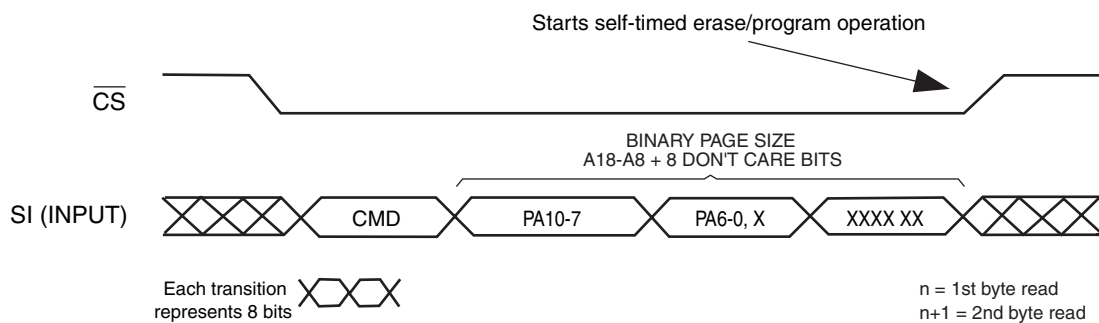 Starts self-timed erase/program operation
CS
BINARY PAGE SIZE
A18-A8 + 8 DON'T CARE BITS
SI (INPUT)
CMD
PA10-7
PA6-0, X
XXXX XX
Each transition
represents 8 bits
n = 1st byte read
n+1 = 2nd byte read